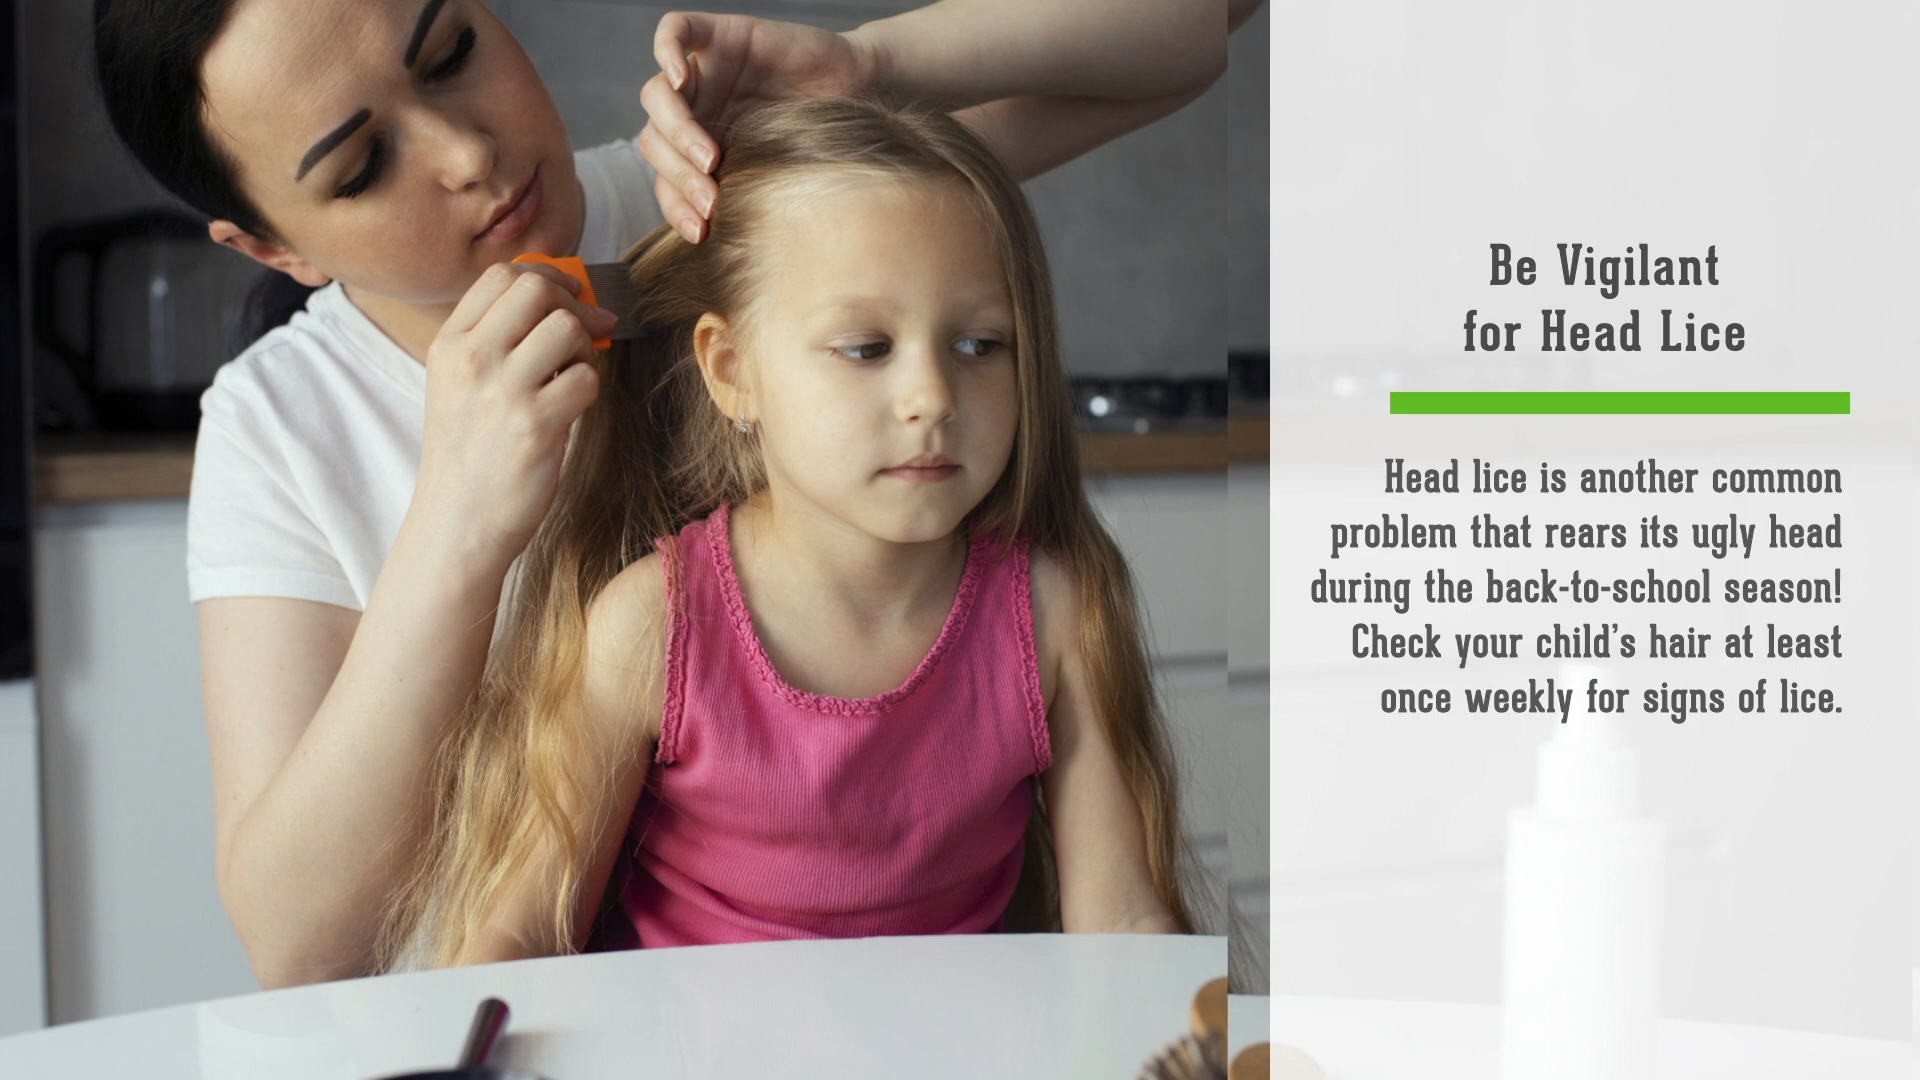 Be Vigilant
for Head Lice
Head lice is another common
problem that rears its ugly head
during the back-to-school season!
Check your child’s hair at least
once weekly for signs of lice.